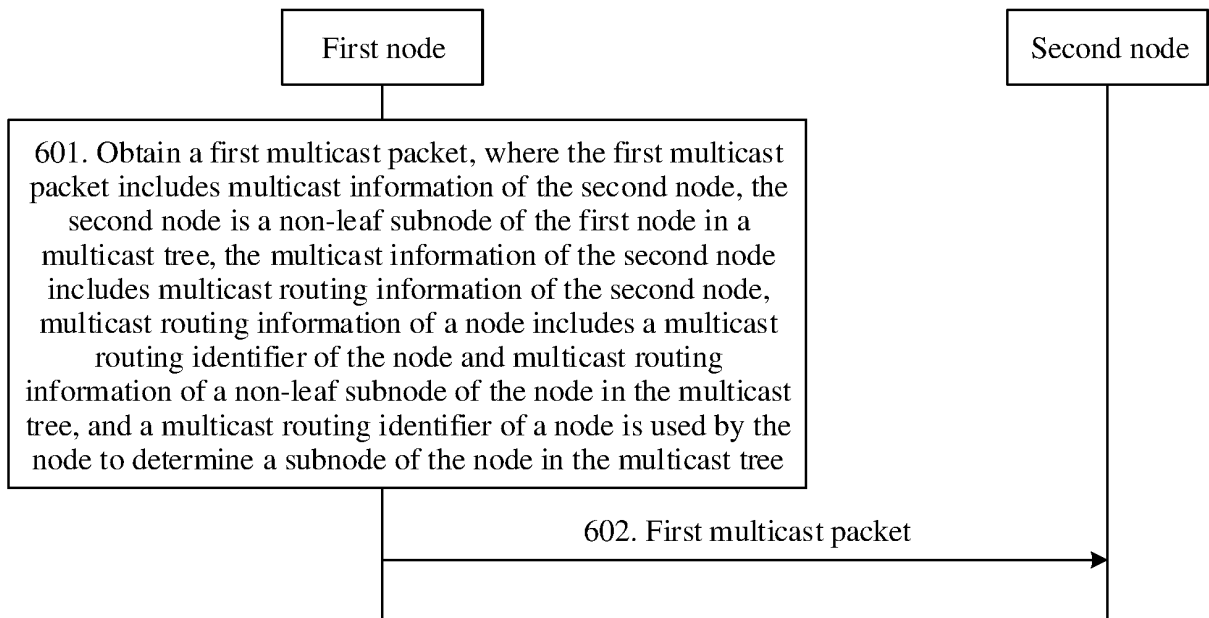 First node
Second node
601. Obtain a first multicast packet, where the first multicast
packet includes multicast information of the second node, the
second node is a non-leaf subnode of the first node in a
multicast tree, the multicast information of the second node
includes multicast routing information of the second node,
multicast routing information of a node includes a multicast
routing identifier of the node and multicast routing
information of a non-leaf subnode of the node in the multicast
tree, and a multicast routing identifier of a node is used by the
node to determine a subnode of the node in the multicast tree
602. First multicast packet